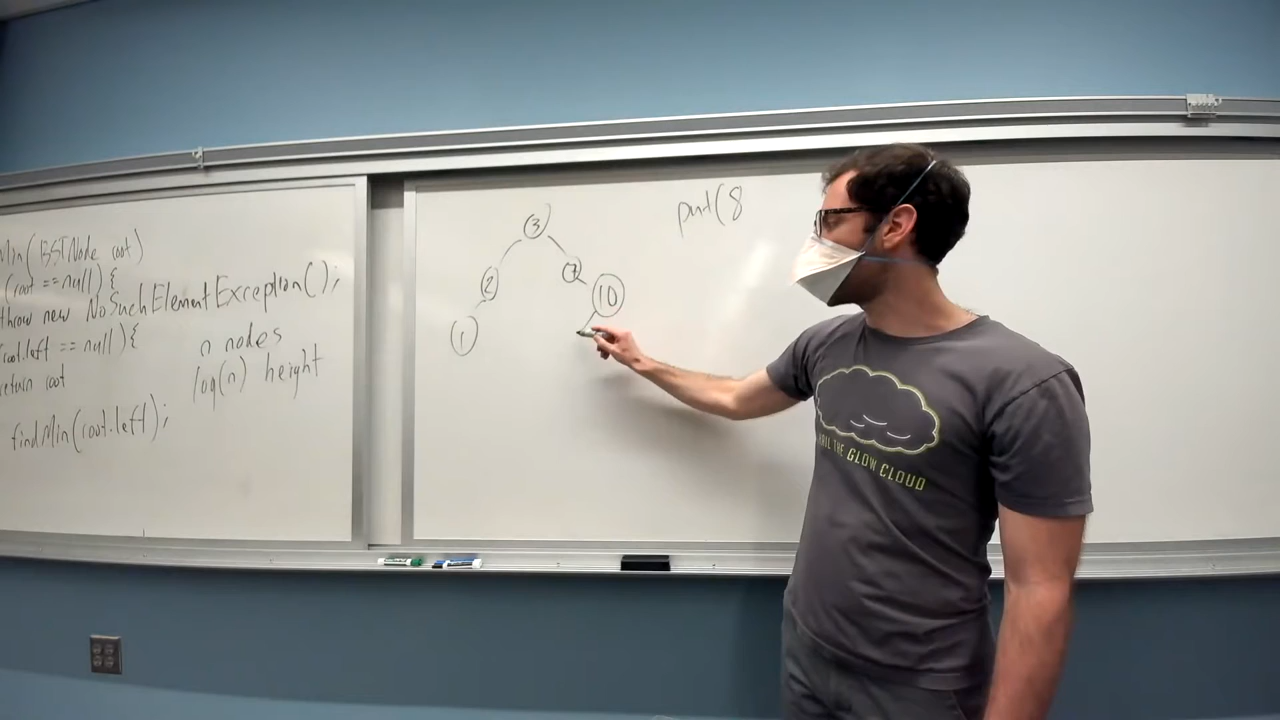 Min(BSTNode root)
(root ==null) {
throw new NoSuchElementException();
root.left == null) {
return root
findMin(root.left);
n nodes
log(n) height
3
2
7
10
1
put(8
HAIL THE GLOW CLOUD